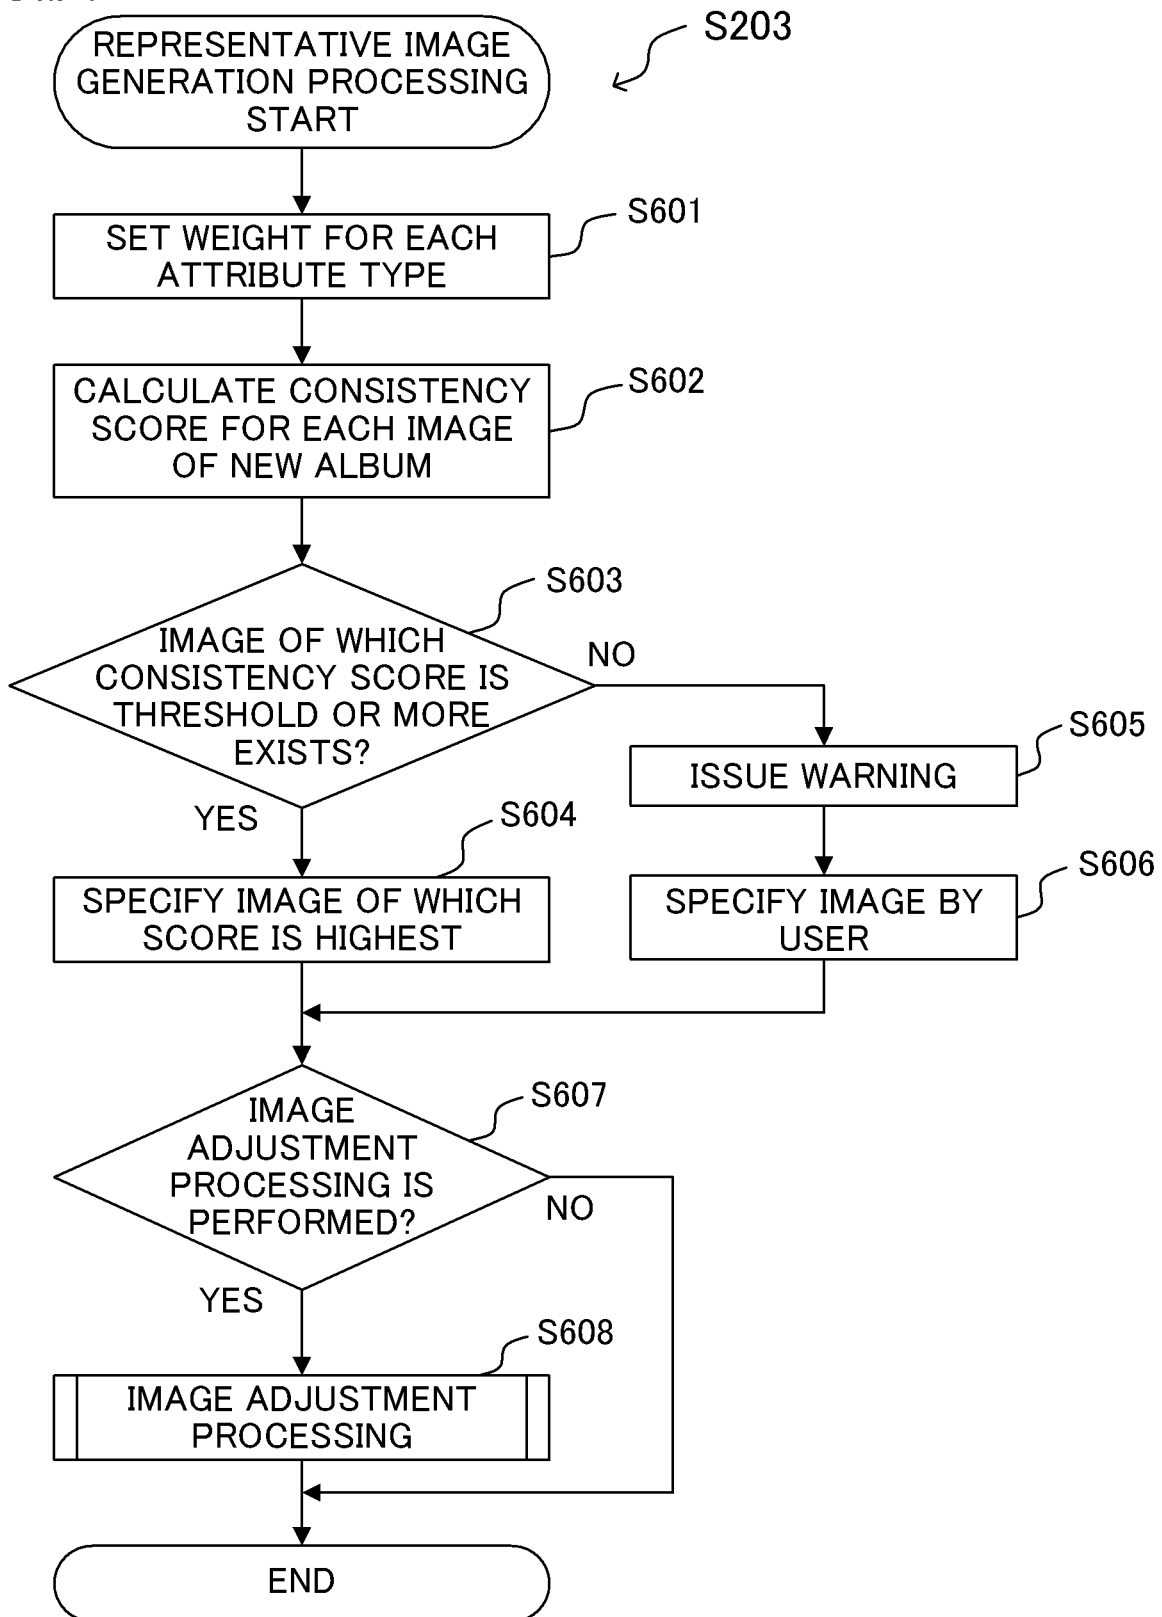 S203
REPRESENTATIVE IMAGE
GENERATION PROCESSING
START
S601
SET WEIGHT FOR EACH
ATTRIBUTE TYPE
S602
CALCULATE CONSISTENCY
SCORE FOR EACH IMAGE
OF NEW ALBUM
S603
IMAGE OF WHICH
CONSISTENCY SCORE IS
THRESHOLD OR MORE
EXISTS?
NO
YES
S605
ISSUE WARNING
S604
SPECIFY IMAGE OF WHICH
SCORE IS HIGHEST
S606
SPECIFY IMAGE BY
USER
S607
IMAGE
ADJUSTMENT
PROCESSING IS
PERFORMED?
NO
YES
S608
IMAGE ADJUSTMENT
PROCESSING
END